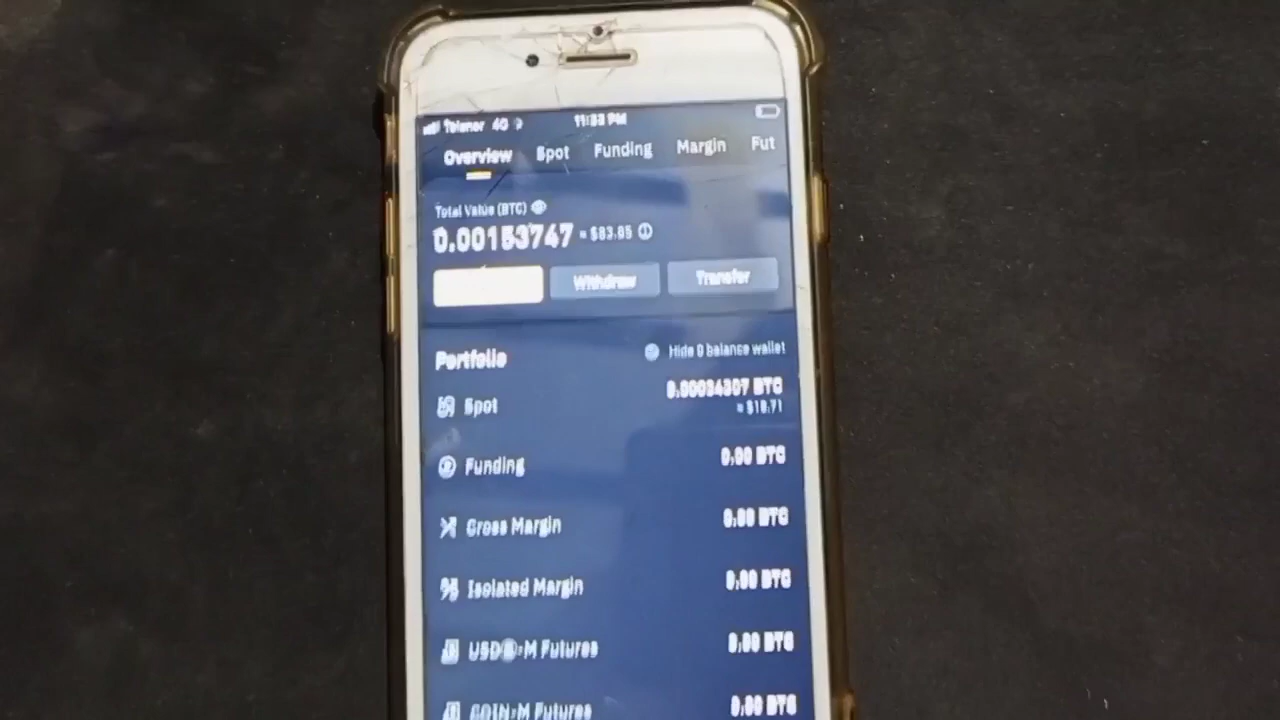 Telenor 4G 11:33 PM
Overview Spot Funding Margin Fut
Total Value (BTC)
0.00153747 ≈ $83.85
Withdraw Transfer
Portfolio Hide 0 balance wallet
Spot 0.00034307 BTC
≈ $18.71
Funding 0.00 BTC
Cross Margin 0.00 BTC
Isolated Margin 0.00 BTC
USDⓈ-M Futures 0.00 BTC
COIN-M Futures 0.00 BTC